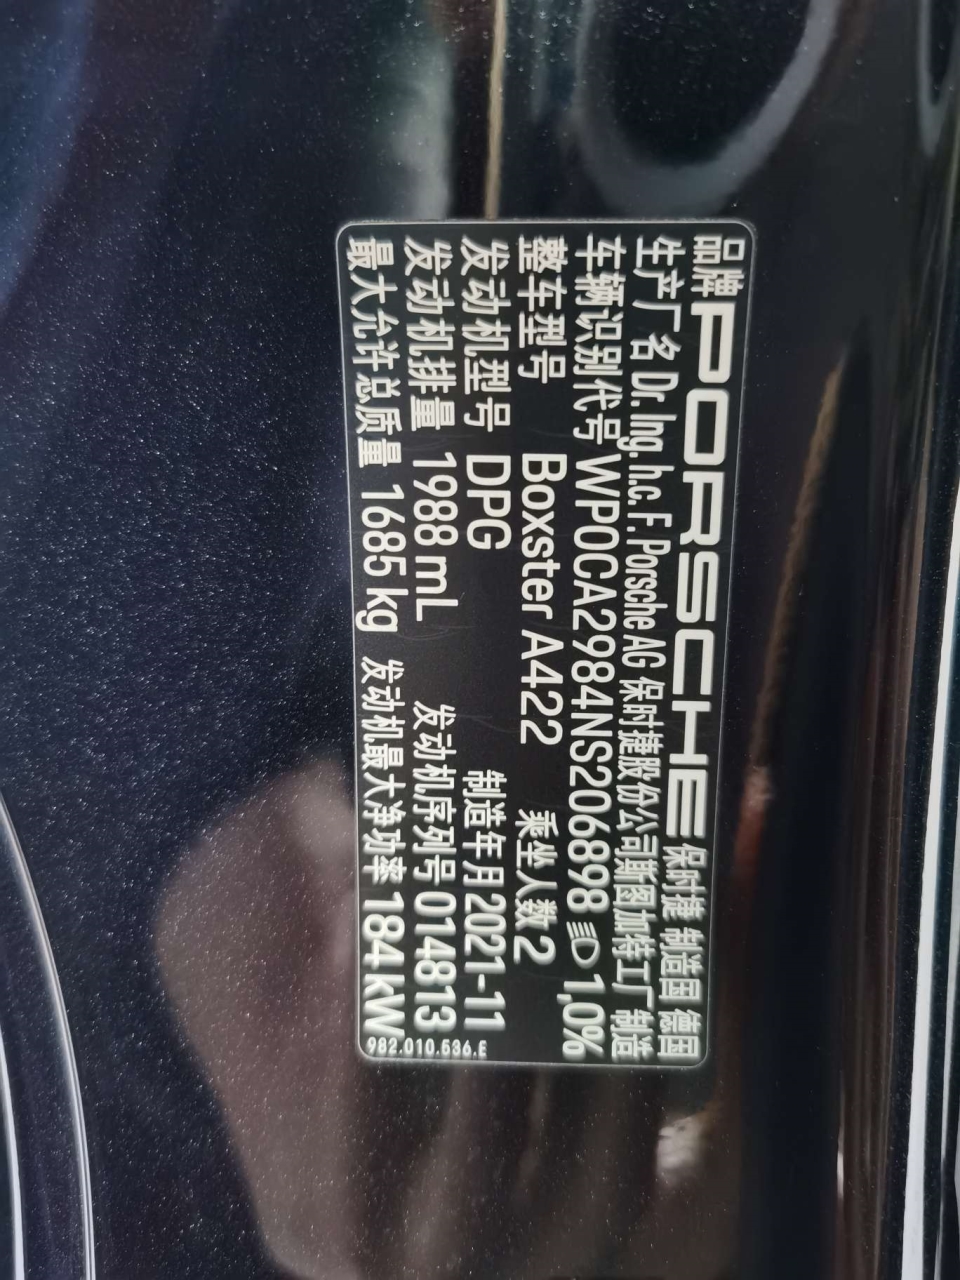 品牌 PORSCHE 保时捷 制造国 德国
生产厂名 Dr. Ing. h.c. F. Porsche AG 保时捷股份公司斯图加特工厂制造
车辆识别代号 WP0CA2984NS206898 1,0%
整车型号 Boxster A422 乘坐人数 2
发动机型号 DPG 制造年月 2021-11
发动机排量 1988 mL 发动机序列号 014813
最大允许总质量 1685 kg 发动机最大净功率 184 kW
982.010.536.E